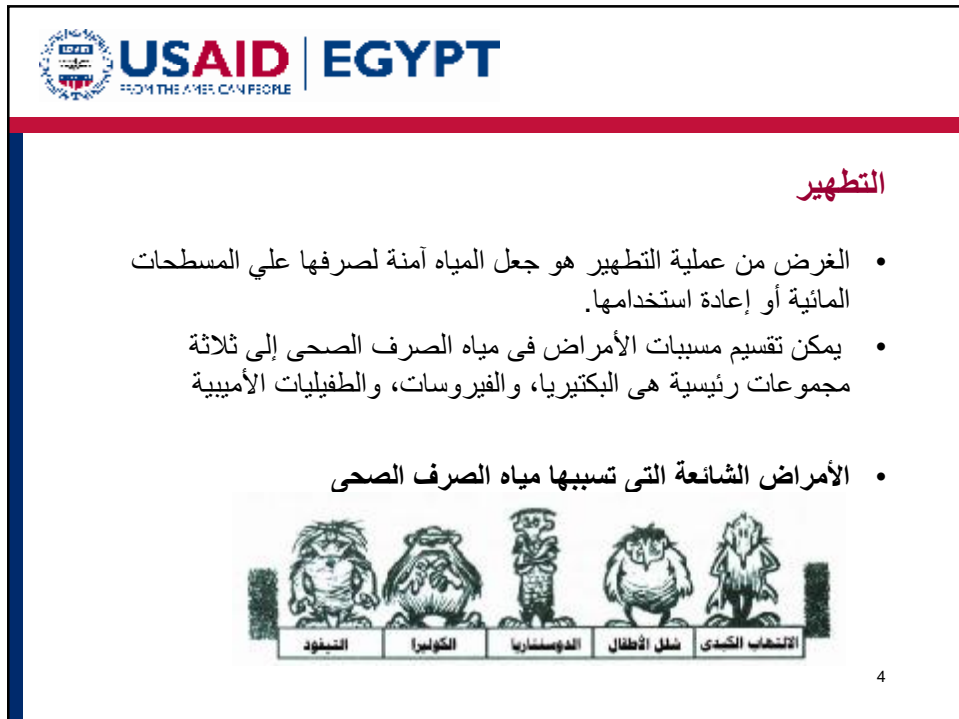 USAID | EGYPT
FROM THE AMERICAN PEOPLE
التطهير
• الغرض من عملية التطهير هو جعل المياه آمنة لصرفها علي المسطحات
المائية أو إعادة استخدامها.
• يمكن تقسيم مسببات الأمراض فى مياه الصرف الصحى إلى ثلاثة
مجموعات رئيسية هى البكتيريا، والفيروسات، والطفيليات الأميبية
• الأمراض الشائعة التى تسببها مياه الصرف الصحى
الالتهاب الكبدى شلل الأطفال الدوسنتاريا الكوليرا التيفود
4